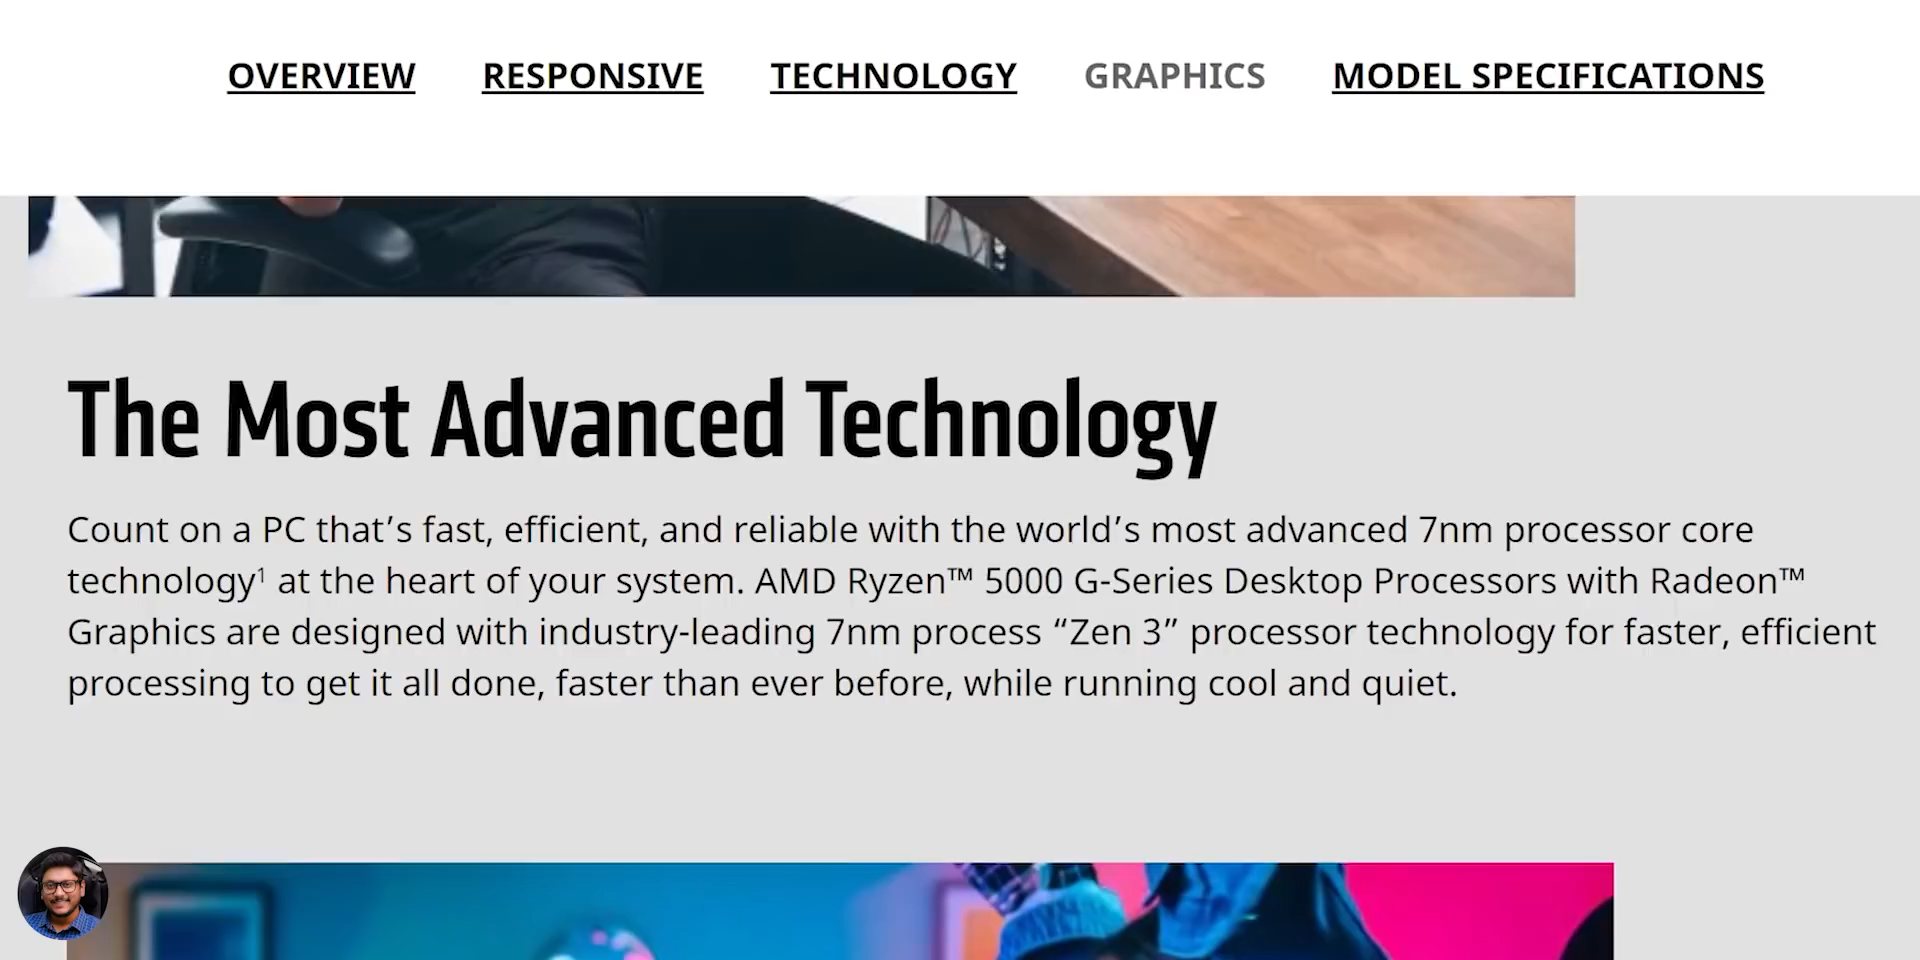 OVERVIEW RESPONSIVE TECHNOLOGY GRAPHICS MODEL SPECIFICATIONS
The Most Advanced Technology
Count on a PC that’s fast, efficient, and reliable with the world’s most advanced 7nm processor core
technology¹ at the heart of your system. AMD Ryzen™ 5000 G-Series Desktop Processors with Radeon™
Graphics are designed with industry-leading 7nm process “Zen 3” processor technology for faster, efficient
processing to get it all done, faster than ever before, while running cool and quiet.